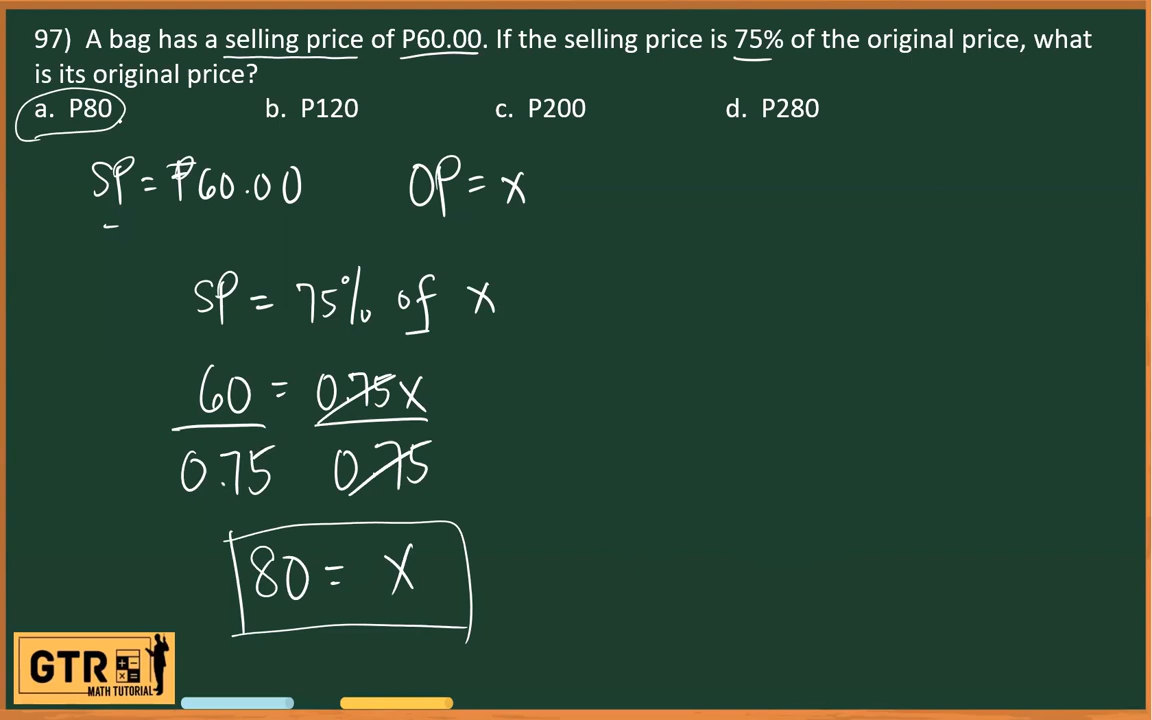 97) A bag has a selling price of P60.00. If the selling price is 75% of the original price, what
is its original price?
a. P80 b. P120 c. P200 d. P280
SP = ₱60.00 OP = x
SP = 75% of x
60 = 0.75x
0.75 0.75
80 = x
GTR
MATH TUTORIAL